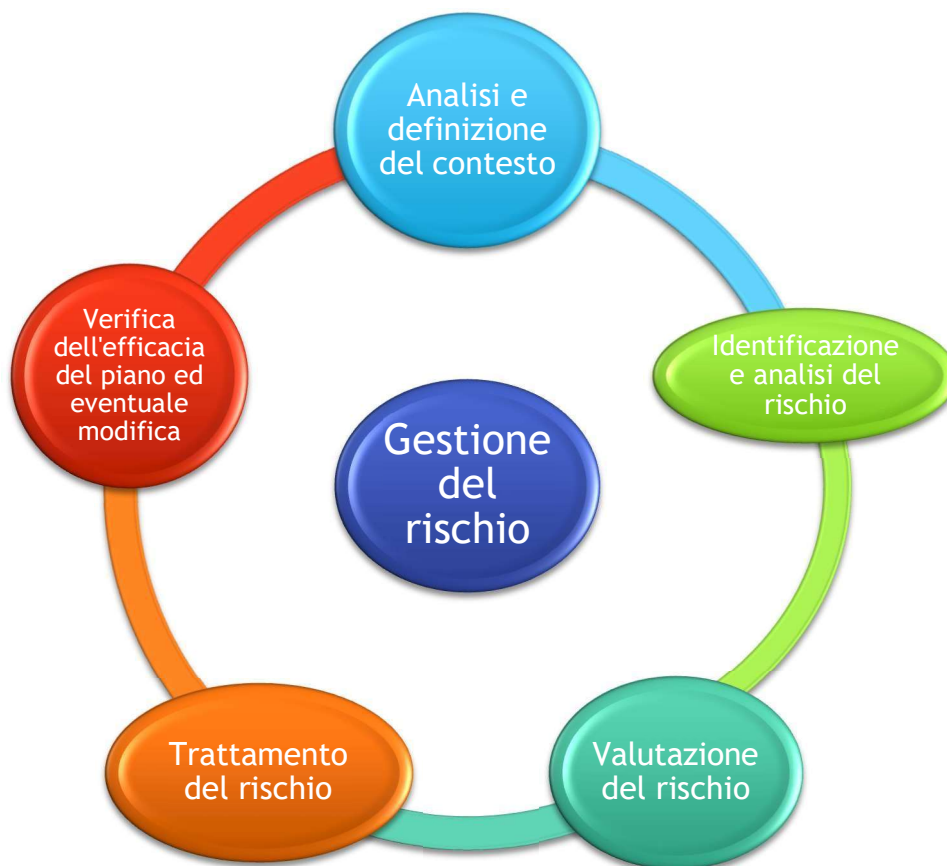 Analisi e
definizione
del contesto
Identificazione
e analisi del
rischio
Valutazione
del rischio
Trattamento
del rischio
Verifica
dell'efficacia
del piano ed
eventuale
modifica
Gestione
del
rischio